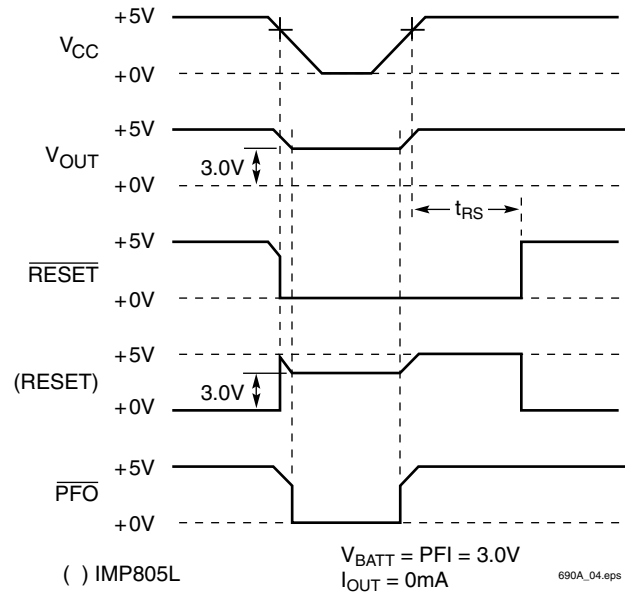 +5V
VCC
+0V
+5V
VOUT
3.0V
+0V
tRS
+5V
RESET
+0V
+5V
(RESET)
3.0V
+0V
+5V
PFO
+0V
( ) IMP805L
VBATT = PFI = 3.0V
IOUT = 0mA
690A_04.eps